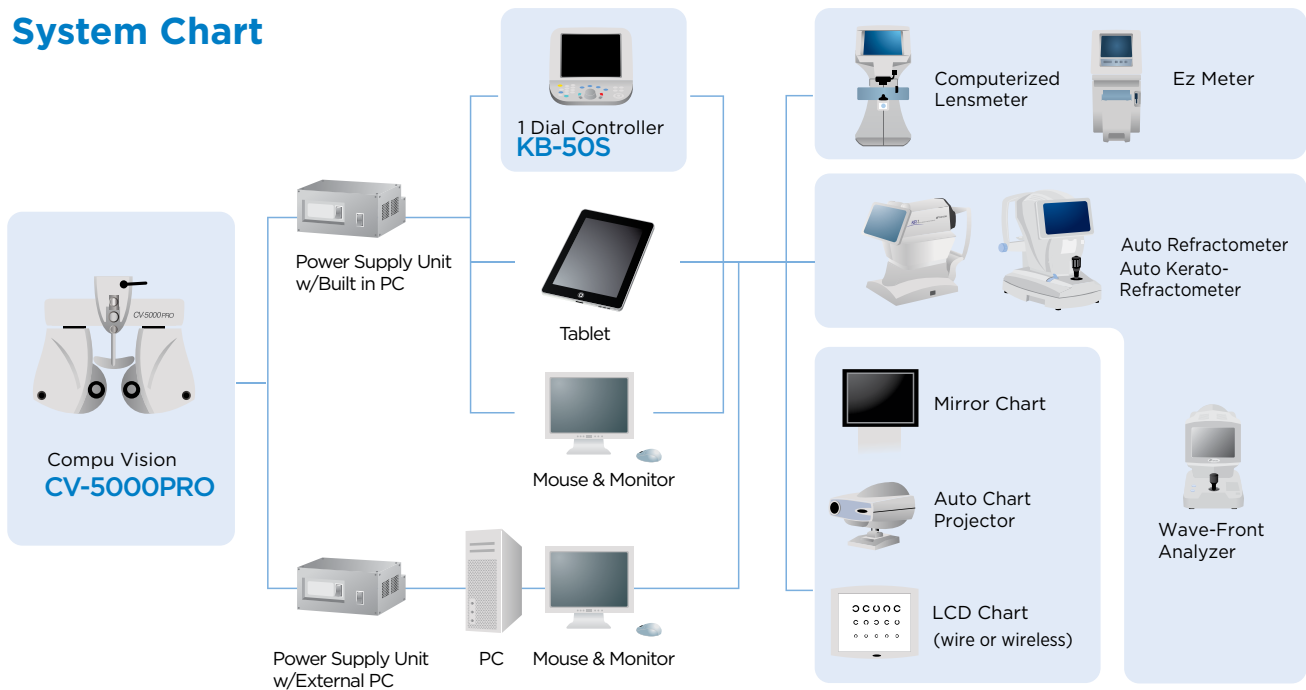 System Chart
1 Dial Controller
KB-50S
Computerized
Lensmeter
Ez Meter
Power Supply Unit
w/Built in PC
Tablet
Auto Refractometer
Auto Kerato-
Refractometer
CV-5000PRO
Compu Vision
CV-5000PRO
Mouse & Monitor
Mirror Chart
Auto Chart
Projector
Wave-Front
Analyzer
LCD Chart
(wire or wireless)
Power Supply Unit
w/External PC
PC
Mouse & Monitor